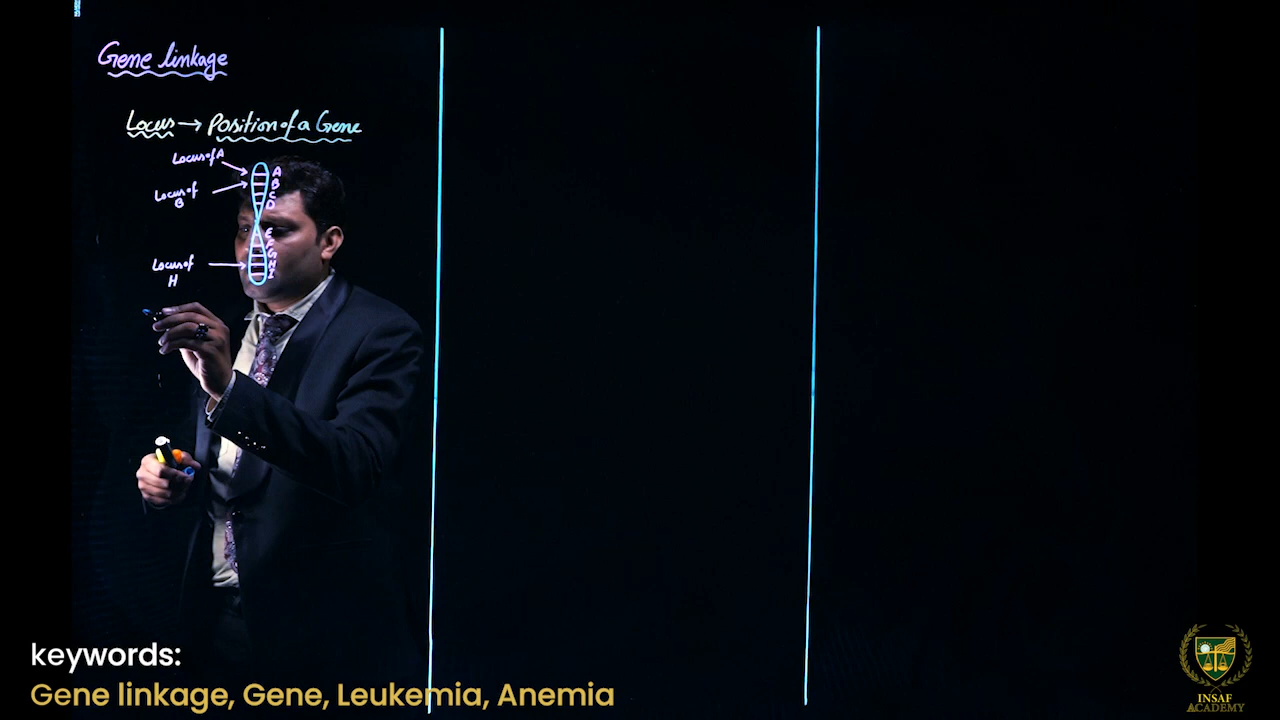 Gene linkage
Locus → Position of a Gene
Locus of A
Locus of
B
Locus of
H
A
B
C
D
E
F
G
H
I
keywords:
Gene linkage, Gene, Leukemia, Anemia
INSAF
ACADEMY